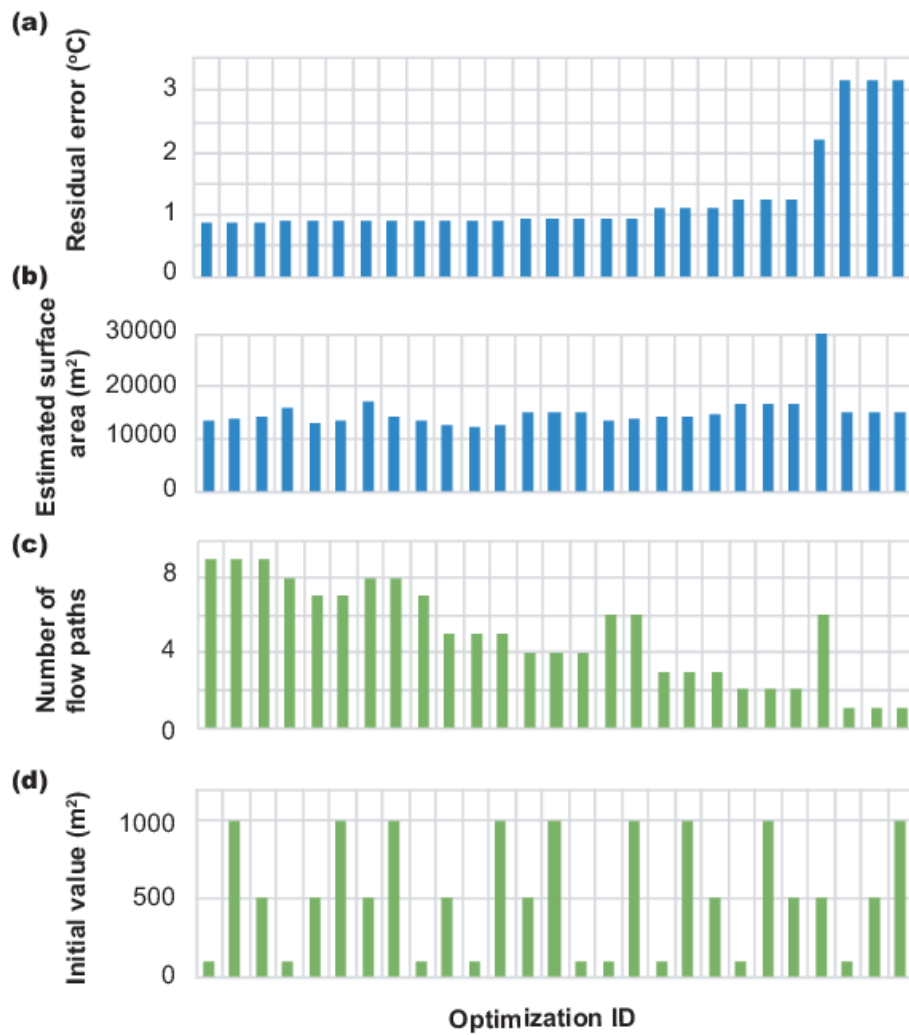 (a)
Residual error (°C)
3
2
1
0
(b)
Estimated surface
area (m²)
30000
20000
10000
0
(c)
Number of
flow paths
8
4
0
(d)
Initial value (m²)
1000
500
0
Optimization ID